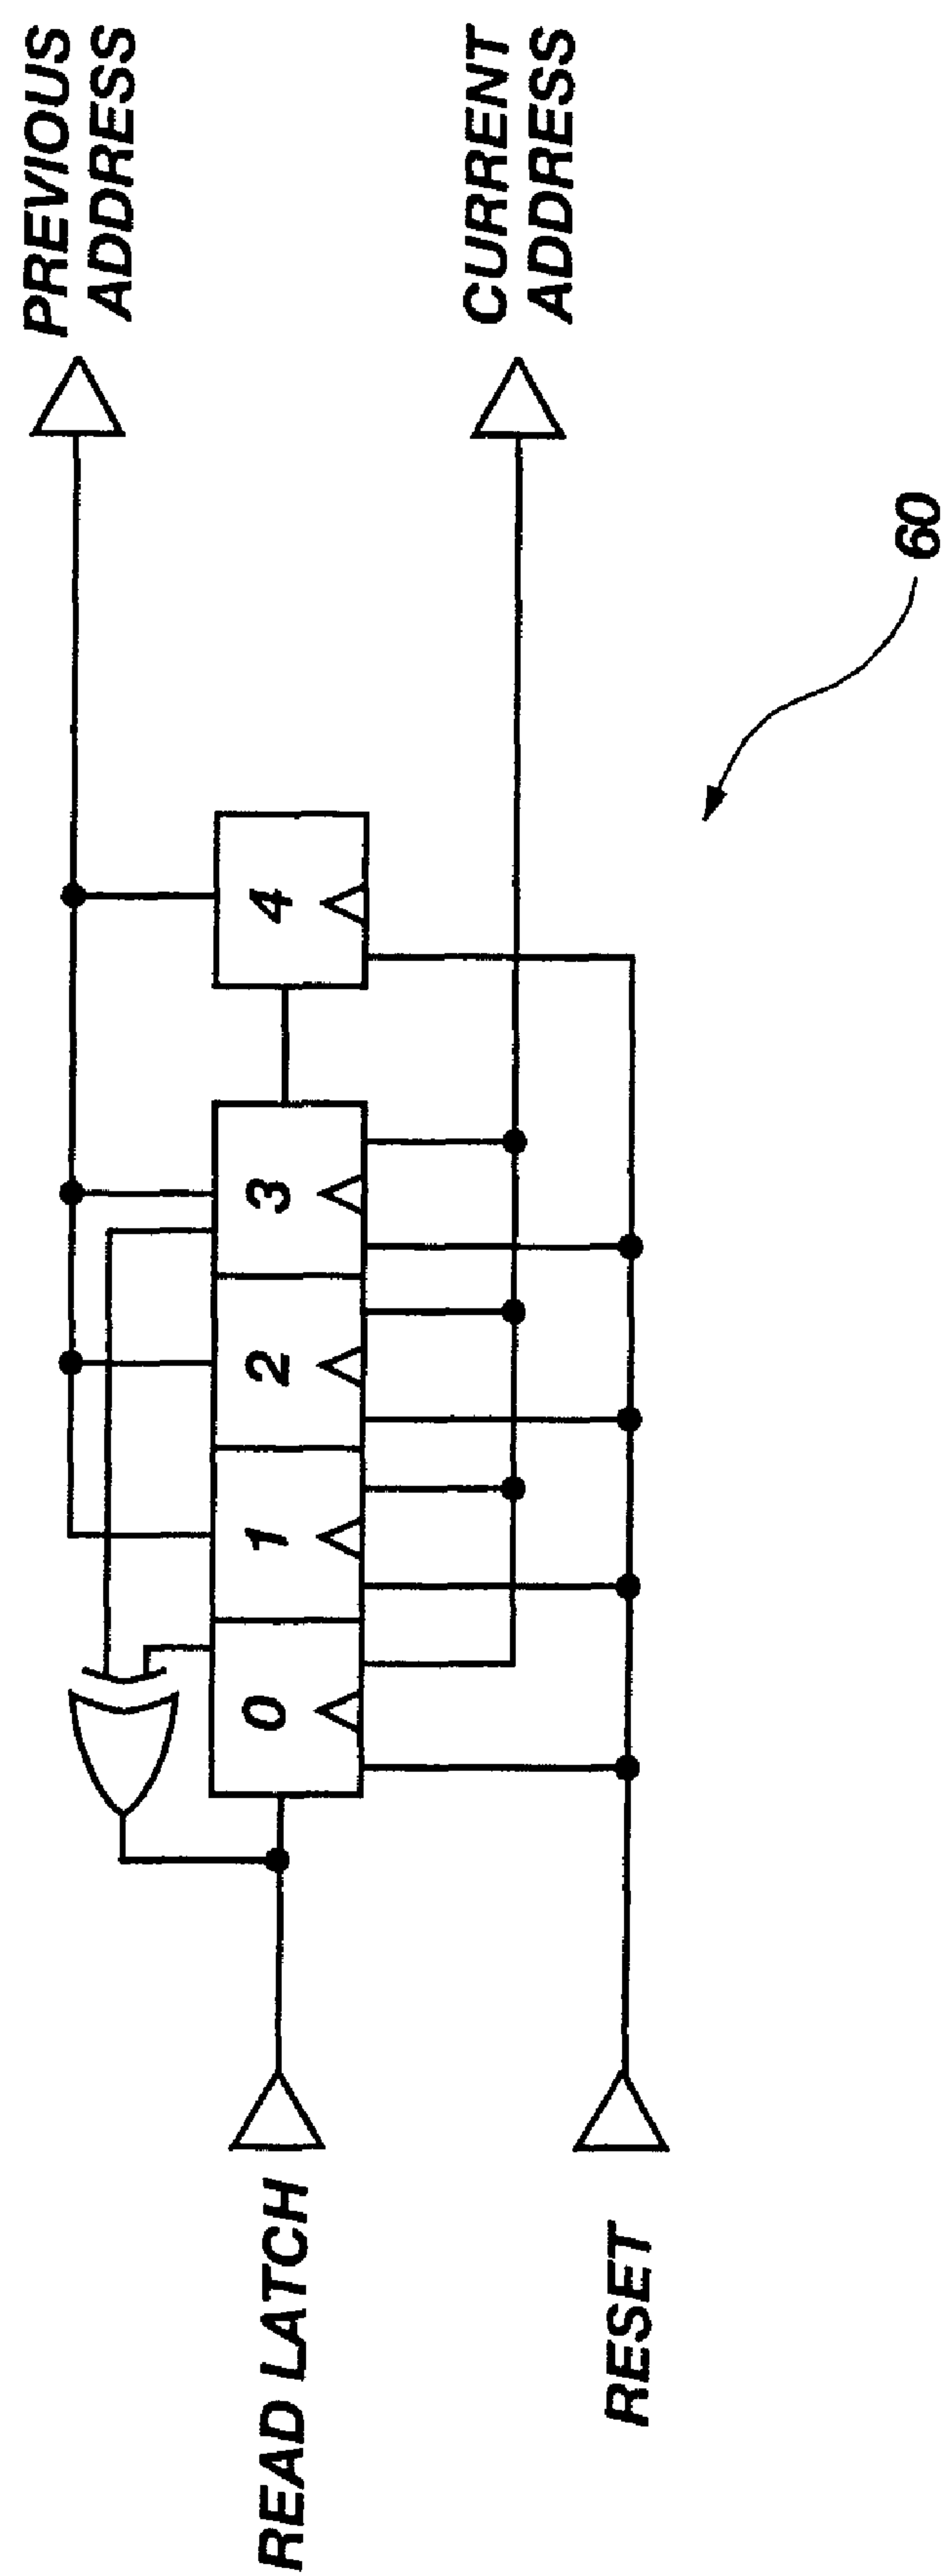 PREVIOUS
ADDRESS
CURRENT
ADDRESS
60
4
3
2
1
0
READ LATCH
RESET